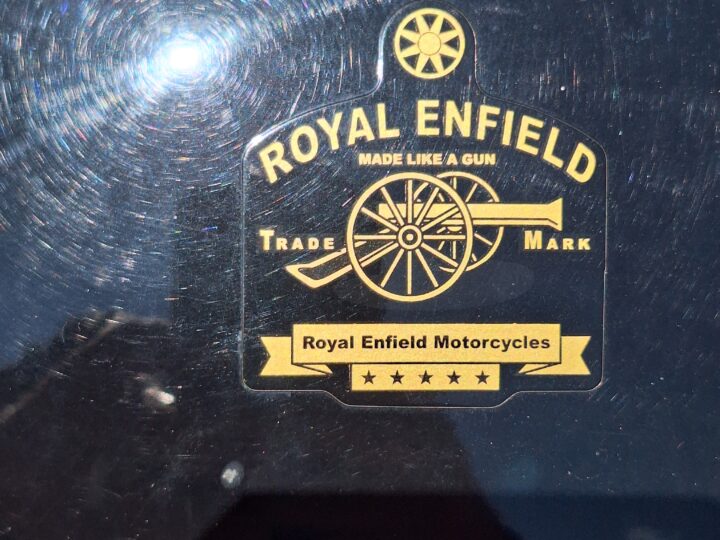 ROYAL ENFIELD
MADE LIKE A GUN
TRADE MARK
Royal Enfield Motorcycles